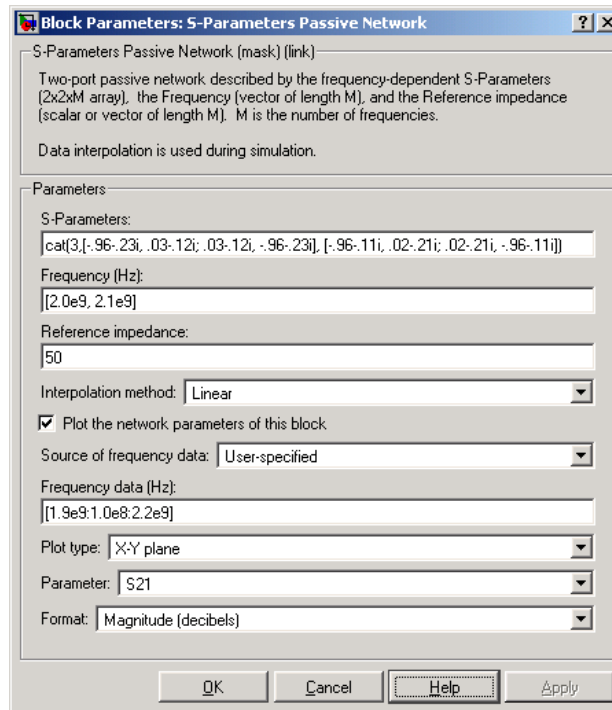 Block Parameters: S-Parameters Passive Network
S-Parameters Passive Network (mask) (link)
Two-port passive network described by the frequency-dependent S-Parameters
(2x2xM array), the Frequency (vector of length M), and the Reference impedance
(scalar or vector of length M). M is the number of frequencies.
Data interpolation is used during simulation.
Parameters
S-Parameters:
cat(3,[-.96-.23i, .03-.12i; .03-.12i, -.96-.23i], [-.96-.11i, .02-.21i; .02-.21i, -.96-.11i])
Frequency (Hz):
[2.0e9, 2.1e9]
Reference impedance:
50
Interpolation method: Linear
Plot the network parameters of this block
Source of frequency data: User-specified
Frequency data (Hz):
[1.9e9:1.0e8:2.2e9]
Plot type: X-Y plane
Parameter: S21
Format: Magnitude (decibels)
OK Cancel Help Apply